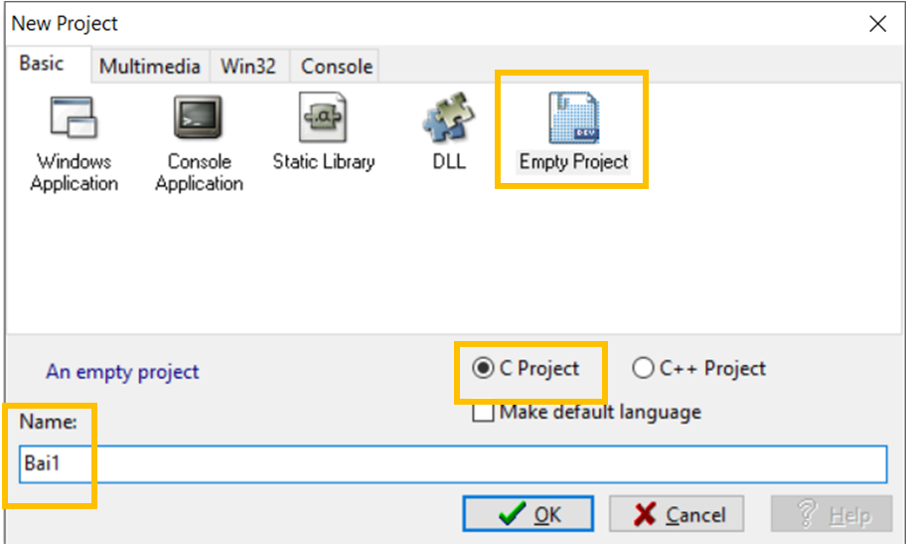 New Project
Basic Multimedia Win32 Console
Windows Application
Console Application
Static Library
DLL
Empty Project
.a
>_
DEV
An empty project
C Project
C++ Project
Make default language
Name:
Bai1
OK
Cancel
Help